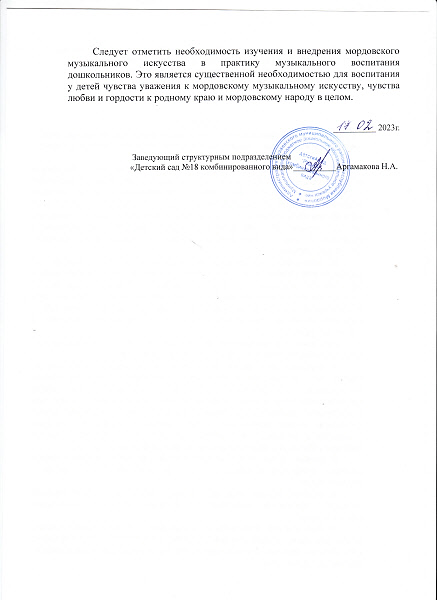 Следует отметить необходимость изучения и внедрения мордовского
музыкального искусства в практику музыкального воспитания
дошкольников. Это является существенной необходимостью для воспитания
у детей чувства уважения к мордовскому музыкальному искусству, чувства
любви и гордости к родному краю и мордовскому народу в целом.
17 02 2023г.
Заведующий структурным подразделением
«Детский сад №18 комбинированного вида» Аргамакова Н.А.